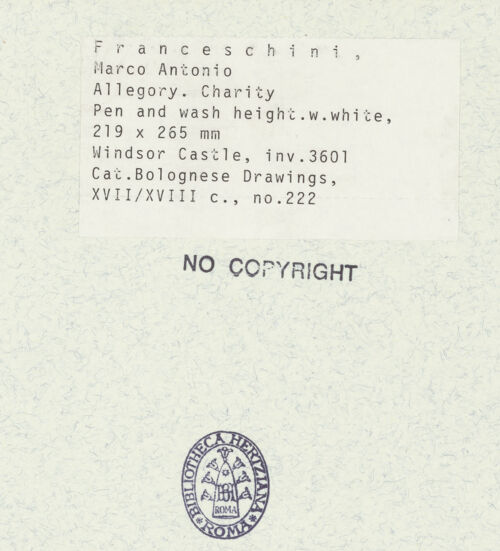 Franceschini,
Marco Antonio
Allegory. Charity
Pen and wash height.w.white,
219 x 265 mm
Windsor Castle, inv.3601
Cat.Bolognese Drawings,
XVII/XVIII c., no.222
NO COPYRIGHT
BIBLIOTHECA HERTZIANA
ROMA
*ROMA*